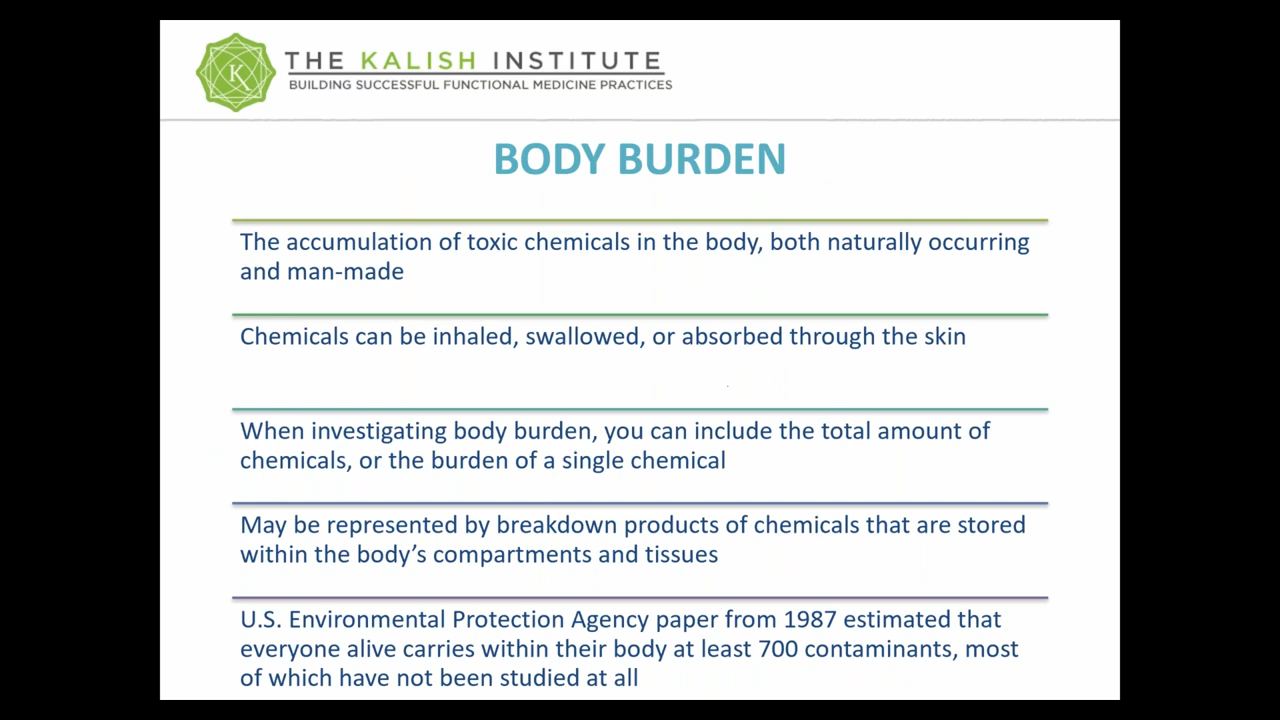 THE KALISH INSTITUTE
BUILDING SUCCESSFUL FUNCTIONAL MEDICINE PRACTICES
K
BODY BURDEN
The accumulation of toxic chemicals in the body, both naturally occurring
and man-made
Chemicals can be inhaled, swallowed, or absorbed through the skin
When investigating body burden, you can include the total amount of
chemicals, or the burden of a single chemical
May be represented by breakdown products of chemicals that are stored
within the body’s compartments and tissues
U.S. Environmental Protection Agency paper from 1987 estimated that
everyone alive carries within their body at least 700 contaminants, most
of which have not been studied at all